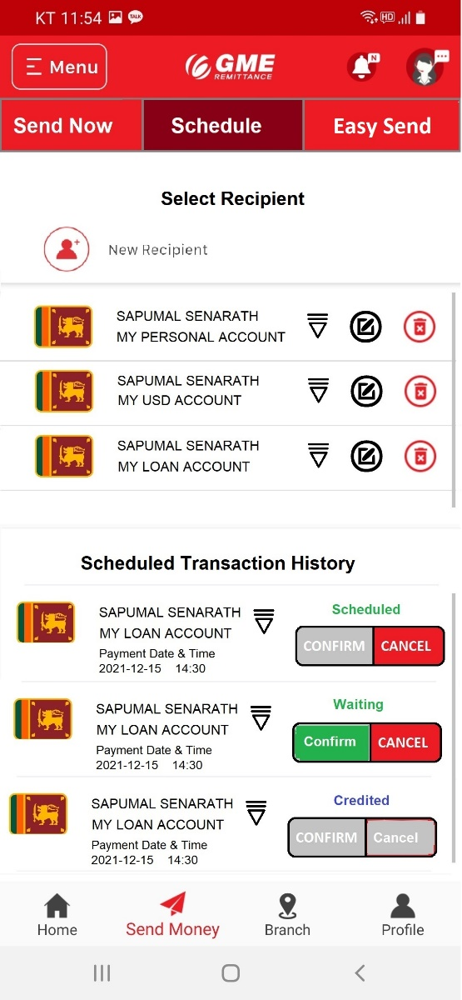 KT 11:54 TALK HD
Menu
GME
REMITTANCE
N
Send Now Schedule Easy Send
Select Recipient
New Recipient
SAPUMAL SENARATH
MY PERSONAL ACCOUNT
SAPUMAL SENARATH
MY USD ACCOUNT
SAPUMAL SENARATH
MY LOAN ACCOUNT
Scheduled Transaction History
SAPUMAL SENARATH
MY LOAN ACCOUNT
Payment Date & Time
2021-12-15 14:30
Scheduled
CONFIRM CANCEL
SAPUMAL SENARATH
MY LOAN ACCOUNT
Payment Date & Time
2021-12-15 14:30
Waiting
Confirm CANCEL
SAPUMAL SENARATH
MY LOAN ACCOUNT
Payment Date & Time
2021-12-15 14:30
Credited
CONFIRM Cancel
Home Send Money Branch Profile